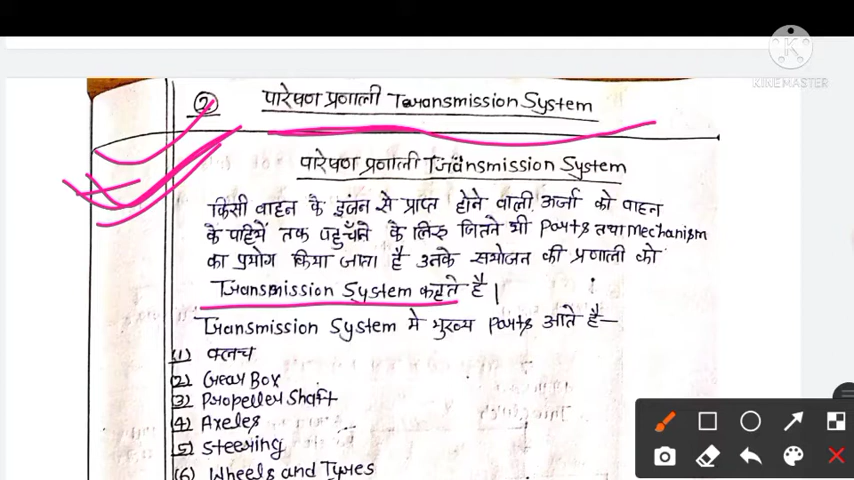 KINEMASTER
② पारेषण प्रणाली Transmission System
पारेषण प्रणाली Transmission System
किसी वाहन के इंजन से प्राप्त होने वाली ऊर्जा को वाहन
के पहियें तक पहुँचाने के लिए जितने भी Parts तथा Mechanism
का प्रयोग किया जाता है उनके संयोजन की प्रणाली को
Transmission System कहते है।
Transmission System मे मुख्य Parts आते है—
(1) क्लच
(2) Gear Box
(3) Propeller Shaft
(4) Axeles
(5) Steering
(6) Wheels and Tyres